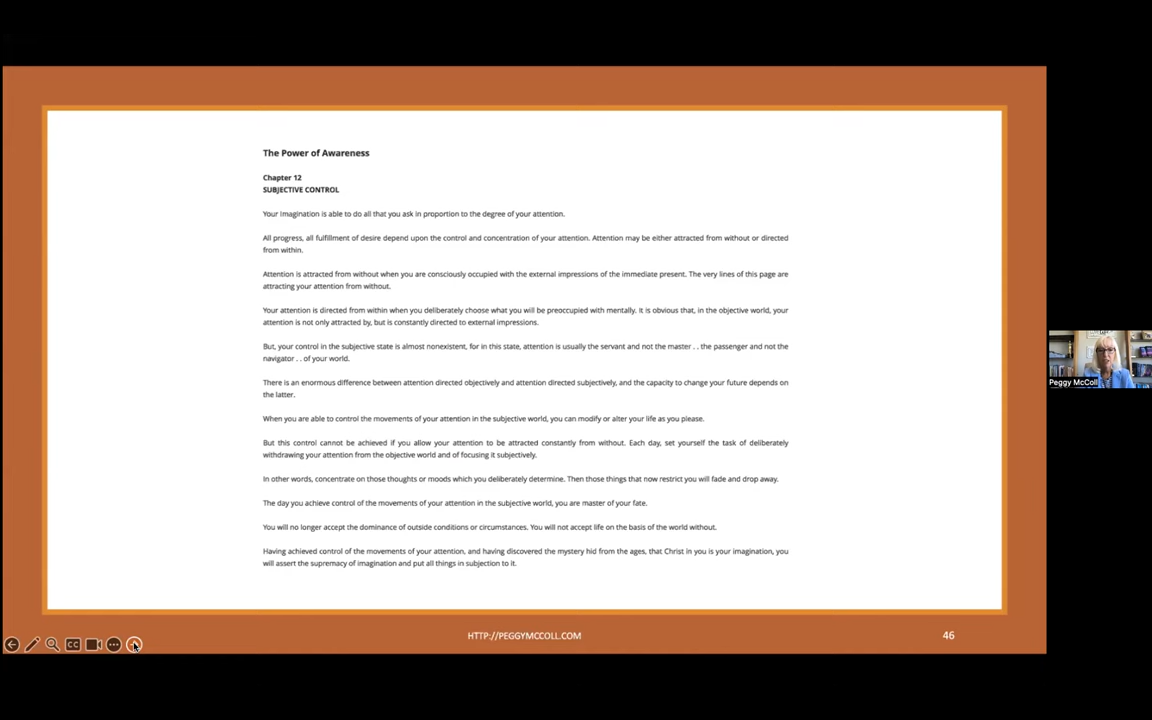 The Power of Awareness
Chapter 12
SUBJECTIVE CONTROL
Your Imagination is able to do all that you ask in proportion to the degree of your attention.
All progress, all fulfillment of desire depend upon the control and concentration of your attention. Attention may be either attracted from without or directed
from within.
Attention is attracted from without when you are consciously occupied with the external impressions of the immediate present. The very lines of this page are
attracting your attention from without.
Your attention is directed from within when you deliberately choose what you will be preoccupied with mentally. It is obvious that, in the objective world, your
attention is not only attracted by, but is constantly directed to external impressions.
But, your control in the subjective state is almost nonexistent, for in this state, attention is usually the servant and not the master . . the passenger and not the
navigator . . of your world.
There is an enormous difference between attention directed objectively and attention directed subjectively, and the capacity to change your future depends on
the latter.
When you are able to control the movements of your attention in the subjective world, you can modify or alter your life as you please.
But this control cannot be achieved if you allow your attention to be attracted constantly from without. Each day, set yourself the task of deliberately
withdrawing your attention from the objective world and of focusing it subjectively.
In other words, concentrate on those thoughts or moods which you deliberately determine. Then those things that now restrict you will fade and drop away.
The day you achieve control of the movements of your attention in the subjective world, you are master of your fate.
You will no longer accept the dominance of outside conditions or circumstances. You will not accept life on the basis of the world without.
Having achieved control of the movements of your attention, and having discovered the mystery hid from the ages, that Christ in you is your imagination, you
will assert the supremacy of imagination and put all things in subjection to it.
Peggy McColl
HTTP://PEGGYMCCOLL.COM
46
CC